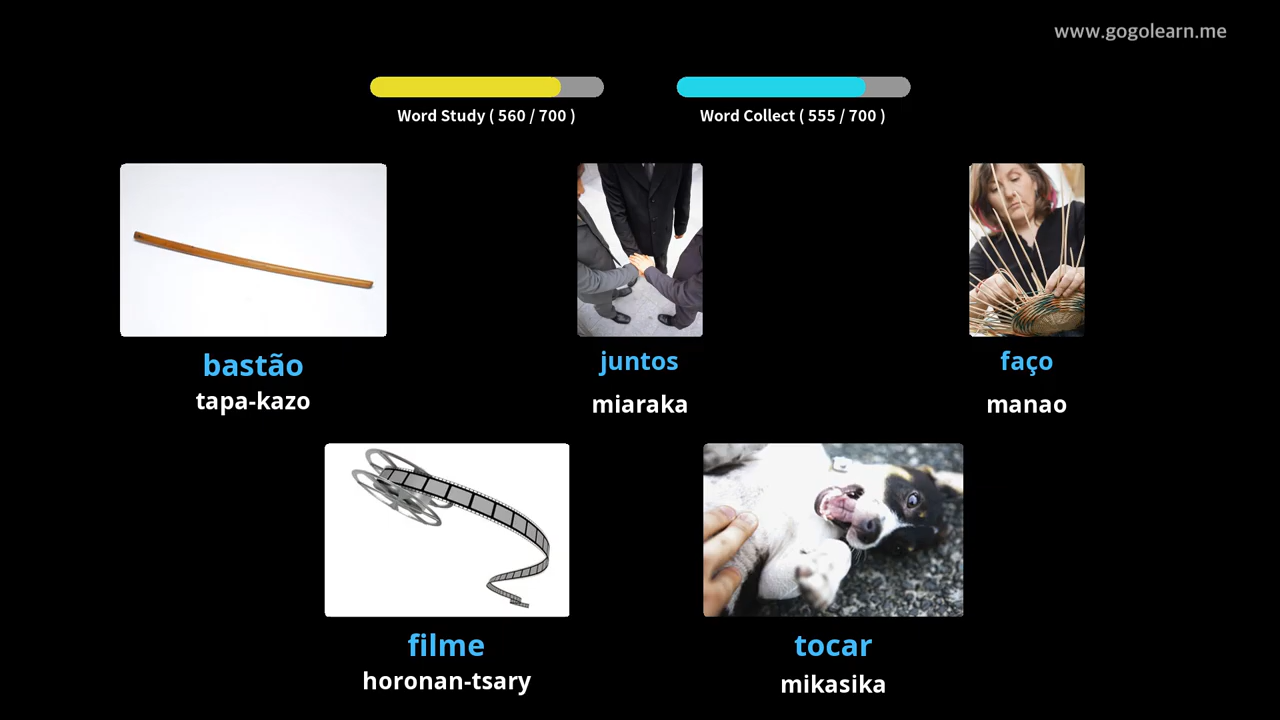 www.gogolearn.me
Word Study ( 560 / 700 )
Word Collect ( 555 / 700 )
bastão
tapa-kazo
juntos
miaraka
faço
manao
filme
horonan-tsary
tocar
mikasika